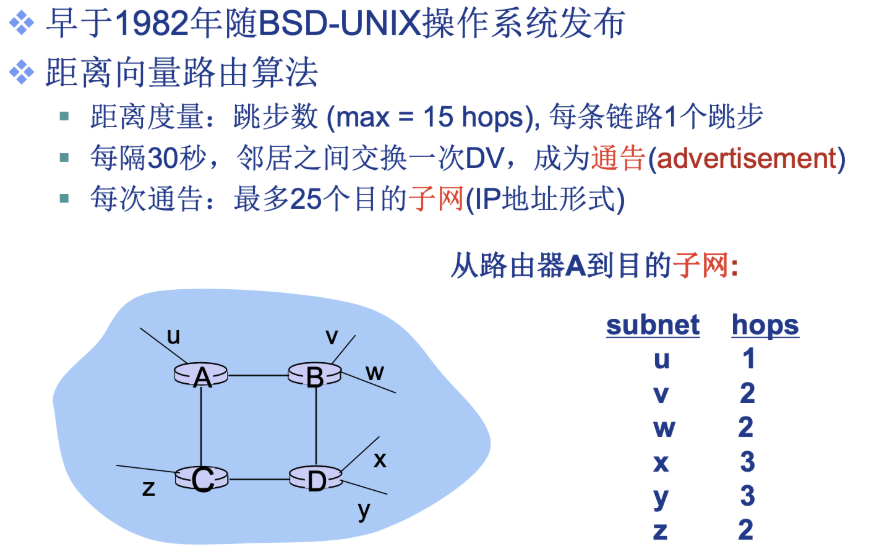 早于1982年随BSD-UNIX操作系统发布
距离向量路由算法
距离度量：跳步数 (max = 15 hops), 每条链路1个跳步
每隔30秒，邻居之间交换一次DV，成为通告(advertisement)
每次通告：最多25个目的子网(IP地址形式)
从路由器A到目的子网:
subnet hops
u 1
v 2
w 2
x 3
y 3
z 2
u
v
A
B
w
C
D
x
z
y